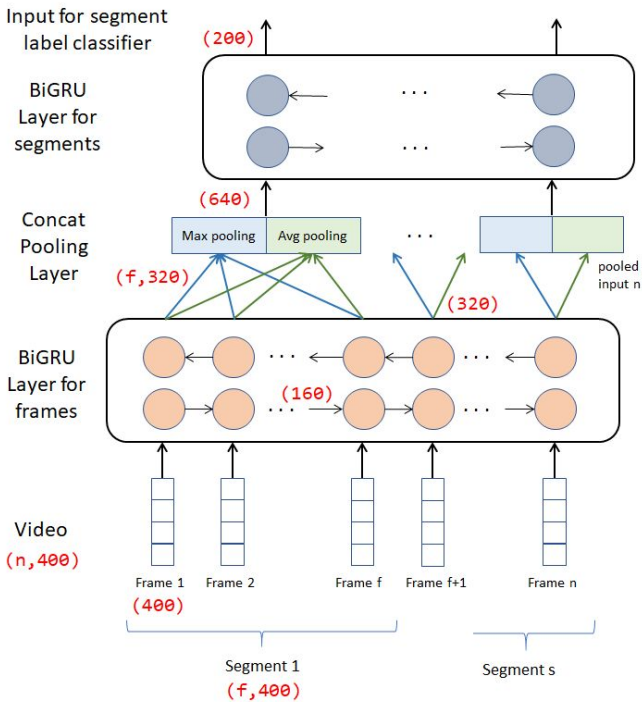 Input for segment
label classifier
(200)
BiGRU
Layer for
segments
...
...
(640)
Concat
Pooling
Layer
Max pooling
Avg pooling
...
pooled
input n
(f,320)
(320)
BiGRU
Layer for
frames
...
...
(160)
...
...
Video
(n,400)
Frame 1
Frame 2
Frame f
Frame f+1
Frame n
(400)
Segment 1
(f,400)
Segment s